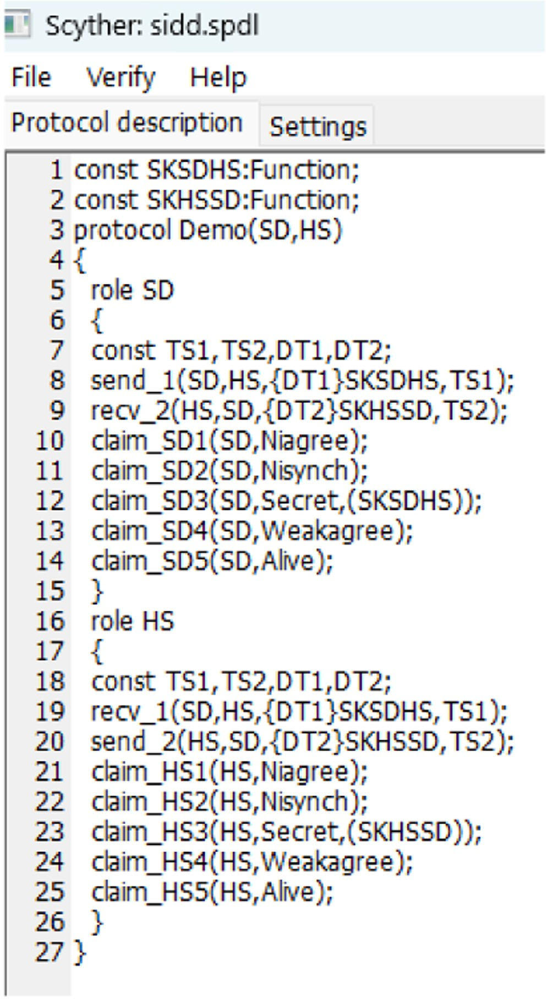 Scyther: sidd.spdl
File Verify Help
Protocol description Settings
1 const SKSDHS:Function;
2 const SKHSSD:Function;
3 protocol Demo(SD,HS)
4 {
5 role SD
6 {
7 const TS1,TS2,DT1,DT2;
8 send_1(SD,HS,{DT1}SKSDHS,TS1);
9 recv_2(HS,SD,{DT2}SKHSSD,TS2);
10 claim_SD1(SD,Niagree);
11 claim_SD2(SD,Nisynch);
12 claim_SD3(SD,Secret,(SKSDHS));
13 claim_SD4(SD,Weakagree);
14 claim_SD5(SD,Alive);
15 }
16 role HS
17 {
18 const TS1,TS2,DT1,DT2;
19 recv_1(SD,HS,{DT1}SKSDHS,TS1);
20 send_2(HS,SD,{DT2}SKHSSD,TS2);
21 claim_HS1(HS,Niagree);
22 claim_HS2(HS,Nisynch);
23 claim_HS3(HS,Secret,(SKHSSD));
24 claim_HS4(HS,Weakagree);
25 claim_HS5(HS,Alive);
26 }
27 }